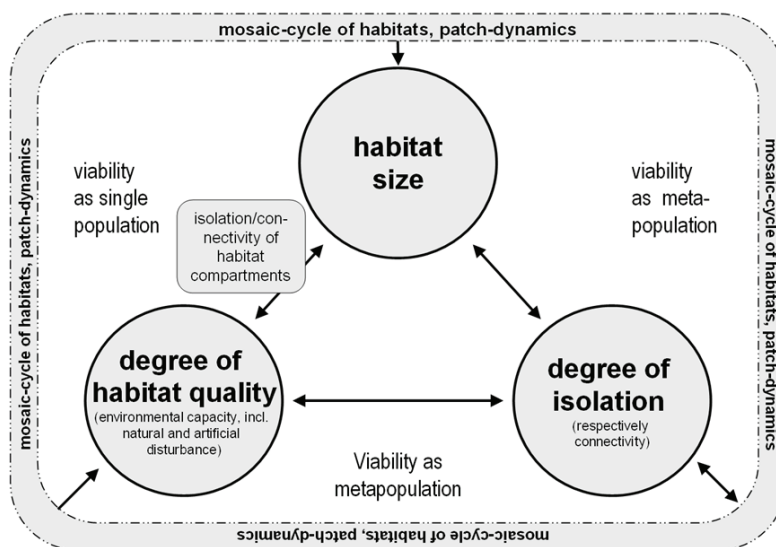 mosaic-cycle of habitats, patch-dynamics
habitat
size
viability
as single
population
viability
as meta-
population
isolation/con-
nectivity of
habitat
compartments
degree of
habitat quality
(environmental capacity, incl.
natural and artificial
disturbance)
degree of
isolation
(respectively
connectivity)
Viability as
metapopulation
mosaic-cycle of habitats, patch-dynamics
mosaic-cycle of habitats, patch-dynamics
mosaic-cycle of habitats, patch-dynamics